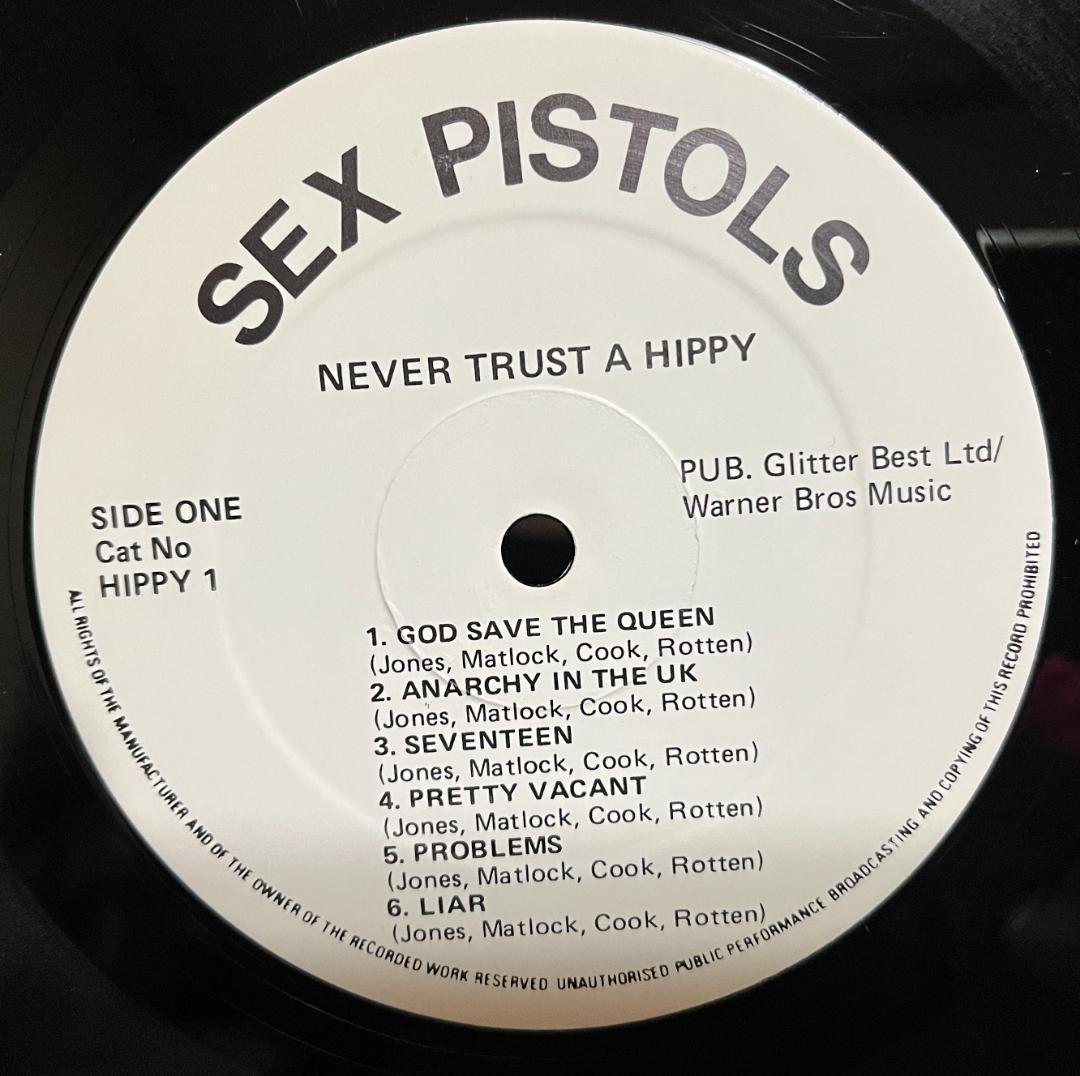 SEX PISTOLS
NEVER TRUST A HIPPY
PUB. Glitter Best Ltd/
Warner Bros Music
SIDE ONE
Cat No
HIPPY 1
1. GOD SAVE THE QUEEN
(Jones, Matlock, Cook, Rotten)
2. ANARCHY IN THE UK
(Jones, Matlock, Cook, Rotten)
3. SEVENTEEN
(Jones, Matlock, Cook, Rotten)
4. PRETTY VACANT
(Jones, Matlock, Cook, Rotten)
5. PROBLEMS
(Jones, Matlock, Cook, Rotten)
6. LIAR
(Jones, Matlock, Cook, Rotten)
ALL RIGHTS OF THE MANUFACTURER AND OF THE OWNER OF THE RECORDED WORK RESERVED UNAUTHORISED PUBLIC PERFORMANCE BROADCASTING AND COPYING OF THIS RECORD PROHIBITED